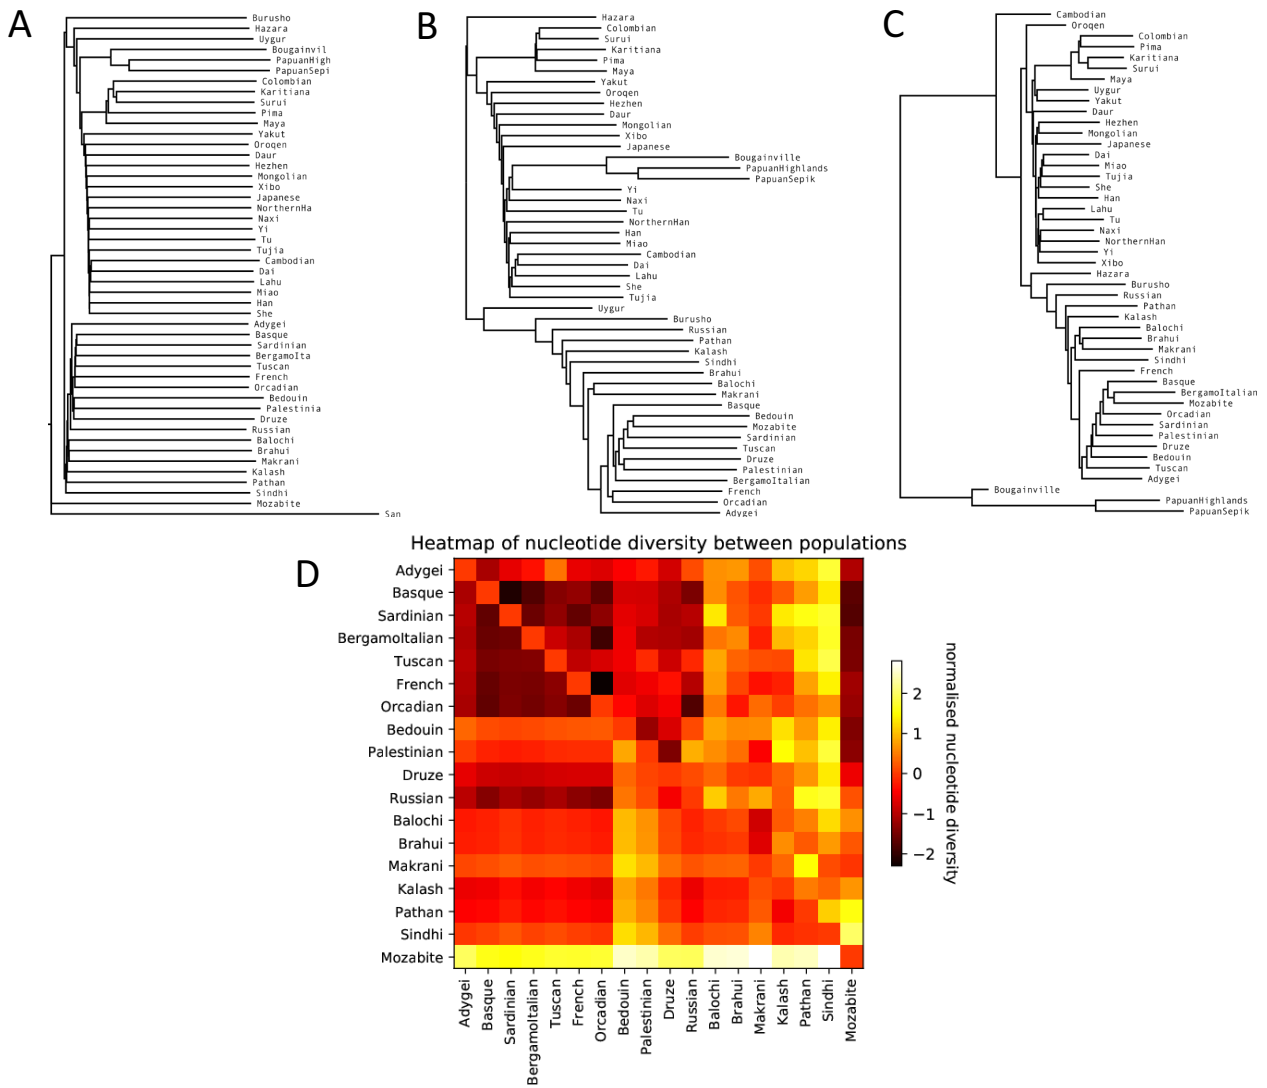 A
Burusho
Hazara
Uygur
Bougainvil
PapuanHigh
PapuanSepi
Colombian
Karitiana
Surui
Pima
Maya
Yakut
Oroqen
Daur
Hezhen
Mongolian
Xibo
Japanese
NorthernHa
Naxi
Yi
Tu
Tujia
Cambodian
Dai
Lahu
Miao
Han
She
Adygei
Basque
Sardinian
BergamoIta
Tuscan
French
Orcadian
Bedouin
Palestinia
Druze
Russian
Balochi
Brahui
Makrani
Kalash
Pathan
Sindhi
Mozabite
San
B
Hazara
Colombian
Surui
Karitiana
Pima
Maya
Yakut
Oroqen
Hezhen
Daur
Mongolian
Xibo
Japanese
Bougainville
PapuanHighlands
PapuanSepik
Yi
Naxi
Tu
NorthernHan
Han
Miao
Cambodian
Dai
Lahu
She
Tujia
Uygur
Burusho
Russian
Pathan
Kalash
Sindhi
Brahui
Balochi
Makrani
Basque
Bedouin
Mozabite
Sardinian
Tuscan
Druze
Palestinian
BergamoItalian
French
Orcadian
Adygei
C
Cambodian
Oroqen
Colombian
Pima
Karitiana
Surui
Maya
Uygur
Yakut
Daur
Hezhen
Mongolian
Japanese
Dai
Miao
Tujia
She
Han
Lahu
Tu
Naxi
NorthernHan
Yi
Xibo
Hazara
Burusho
Russian
Pathan
Kalash
Balochi
Brahui
Makrani
Sindhi
French
Basque
BergamoItalian
Mozabite
Orcadian
Sardinian
Palestinian
Druze
Bedouin
Tuscan
Adygei
Bougainville
PapuanHighlands
PapuanSepik
D
Heatmap of nucleotide diversity between populations
Adygei
Basque
Sardinian
BergamoItalian
Tuscan
French
Orcadian
Bedouin
Palestinian
Druze
Russian
Balochi
Brahui
Makrani
Kalash
Pathan
Sindhi
Mozabite
Adygei
Basque
Sardinian
BergamoItalian
Tuscan
French
Orcadian
Bedouin
Palestinian
Druze
Russian
Balochi
Brahui
Makrani
Kalash
Pathan
Sindhi
Mozabite
2
1
0
−1
−2
normalised nucleotide diversity